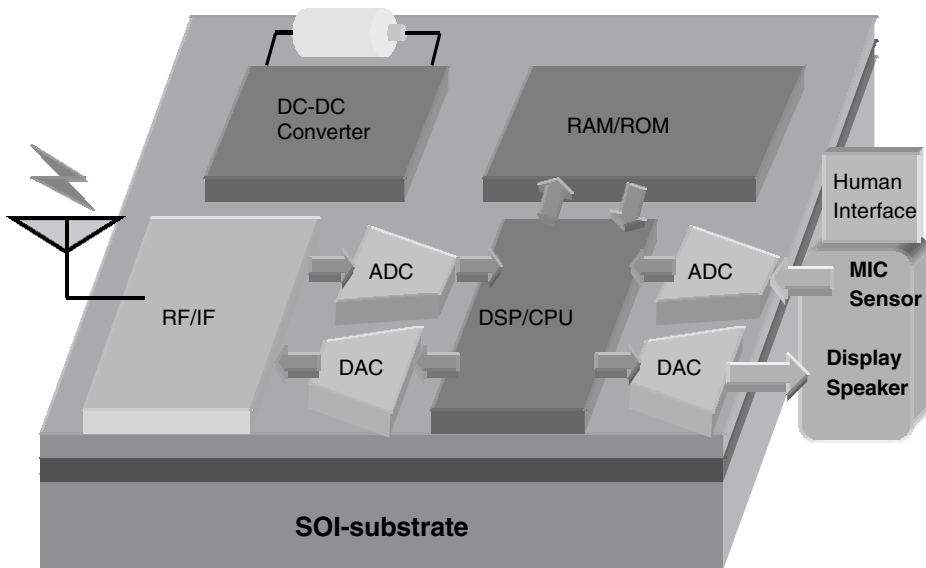 DC-DC
Converter
RAM/ROM
Human
Interface
RF/IF
ADC
DSP/CPU
ADC
MIC
Sensor
DAC
DAC
Display
Speaker
SOI-substrate